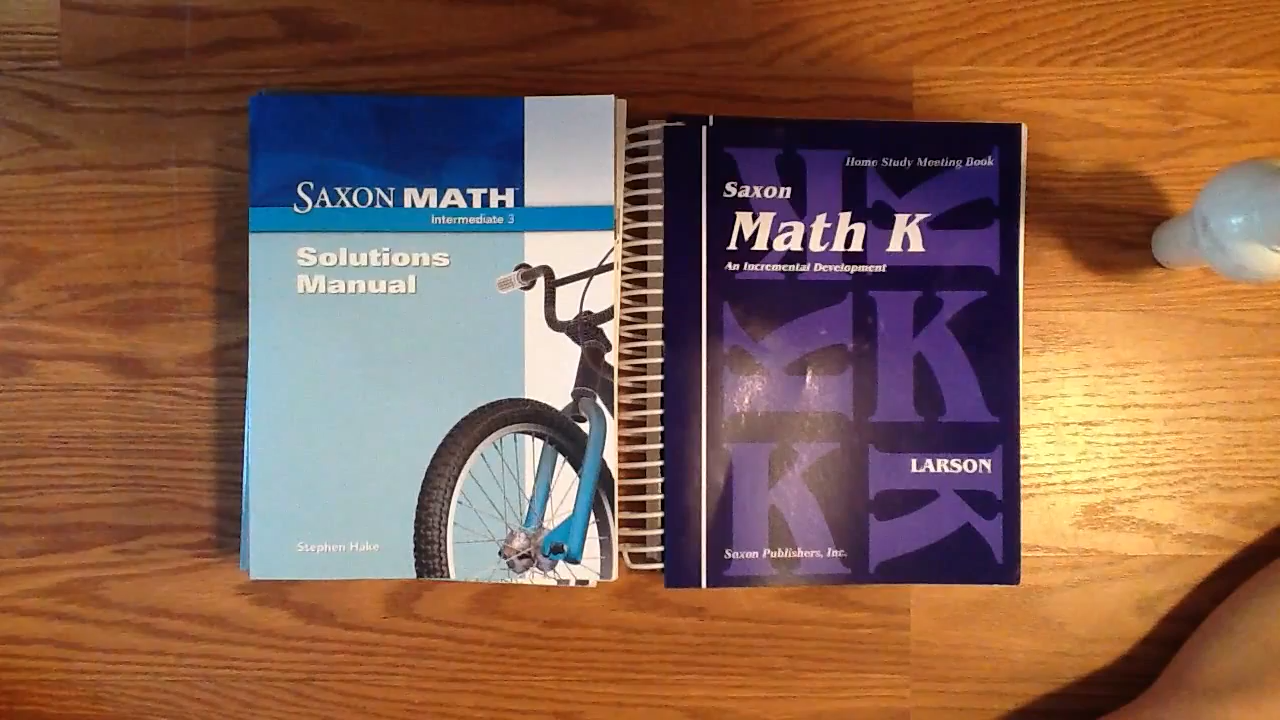 SAXON MATH
Intermediate 3
Solutions
Manual
Stephen Hake
Home Study Meeting Book
Saxon
Math K
An Incremental Development
K
K
LARSON
K
K
Saxon Publishers, Inc.